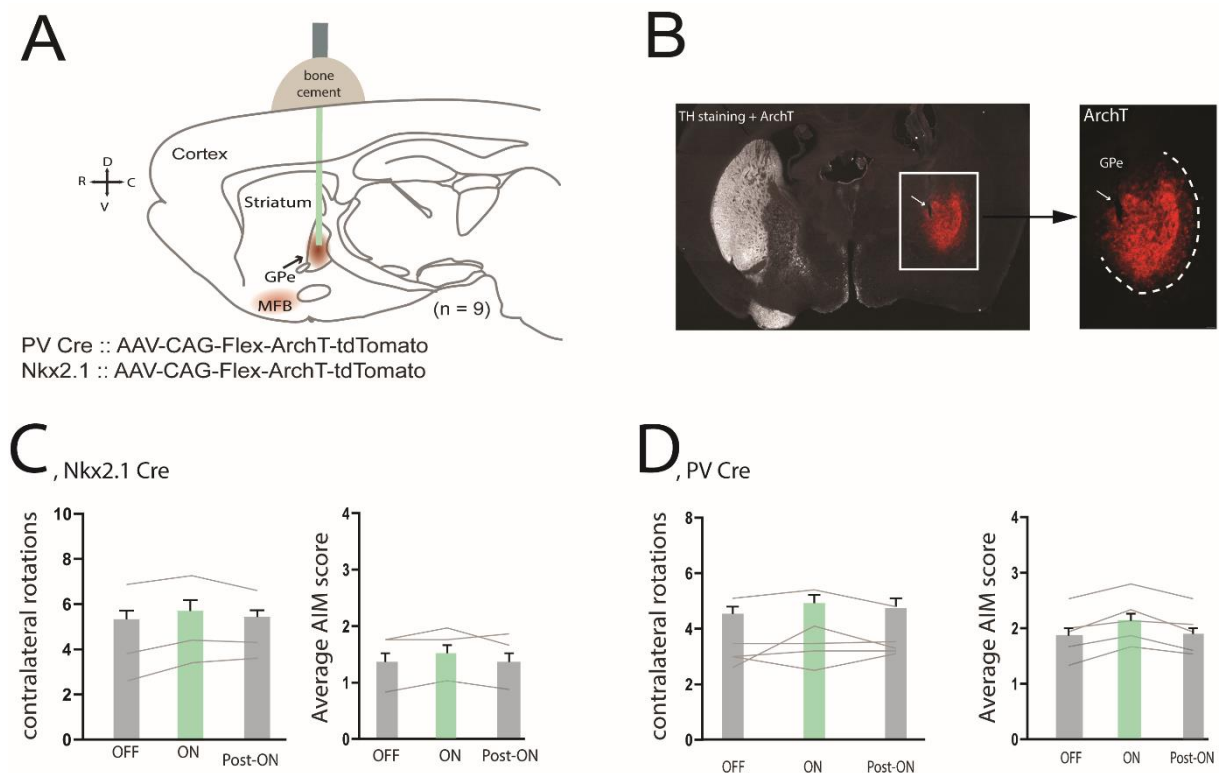 A
bone
cement
Cortex
D
R
C
V
Striatum
GPe
MFB
(n = 9)
PV Cre :: AAV-CAG-Flex-ArchT-tdTomato
Nkx2.1 :: AAV-CAG-Flex-ArchT-tdTomato
B
TH staining + ArchT
ArchT
GPe
C, Nkx2.1 Cre
contralateral rotations
10
8
6
4
2
0
OFF
ON
Post-ON
Average AIM score
4
3
2
1
0
OFF
ON
Post-ON
D, PV Cre
contralateral rotations
8
6
4
2
0
OFF
ON
Post-ON
Average AIM score
4
3
2
1
0
OFF
ON
Post-ON